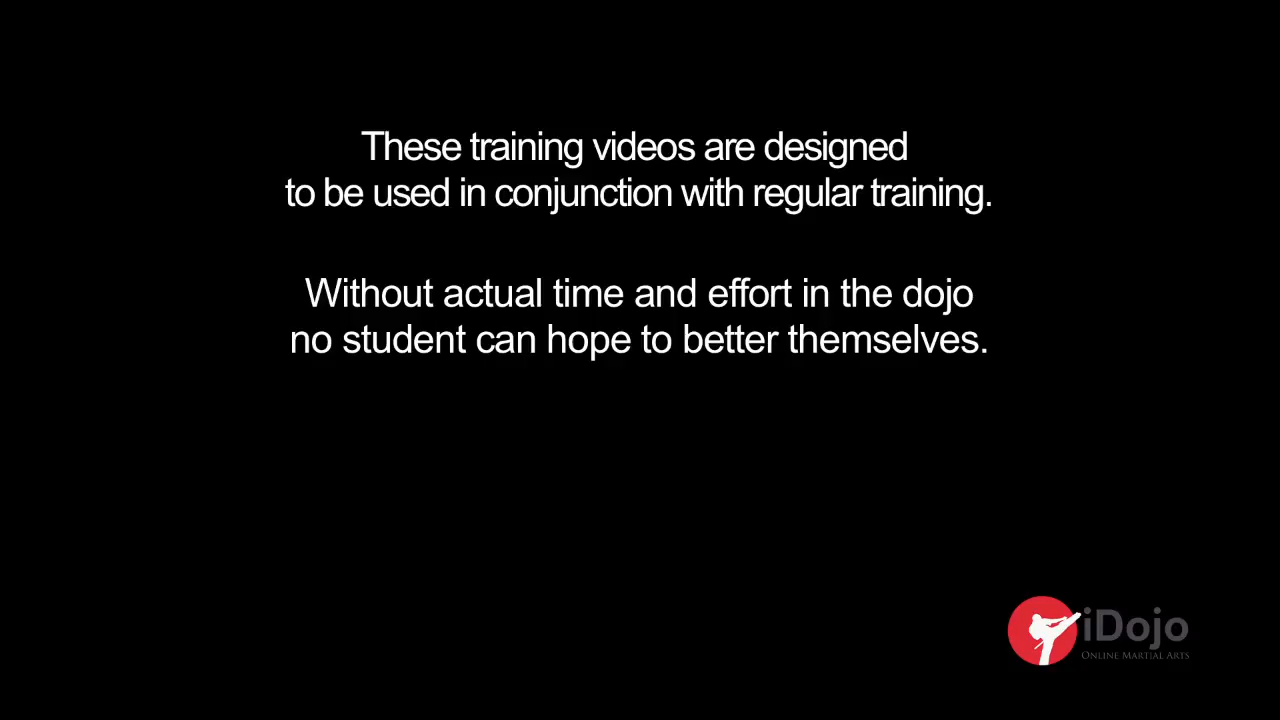 These training videos are designed
to be used in conjunction with regular training.
Without actual time and effort in the dojo
no student can hope to better themselves.
iDojo
ONLINE MARTIAL ARTS